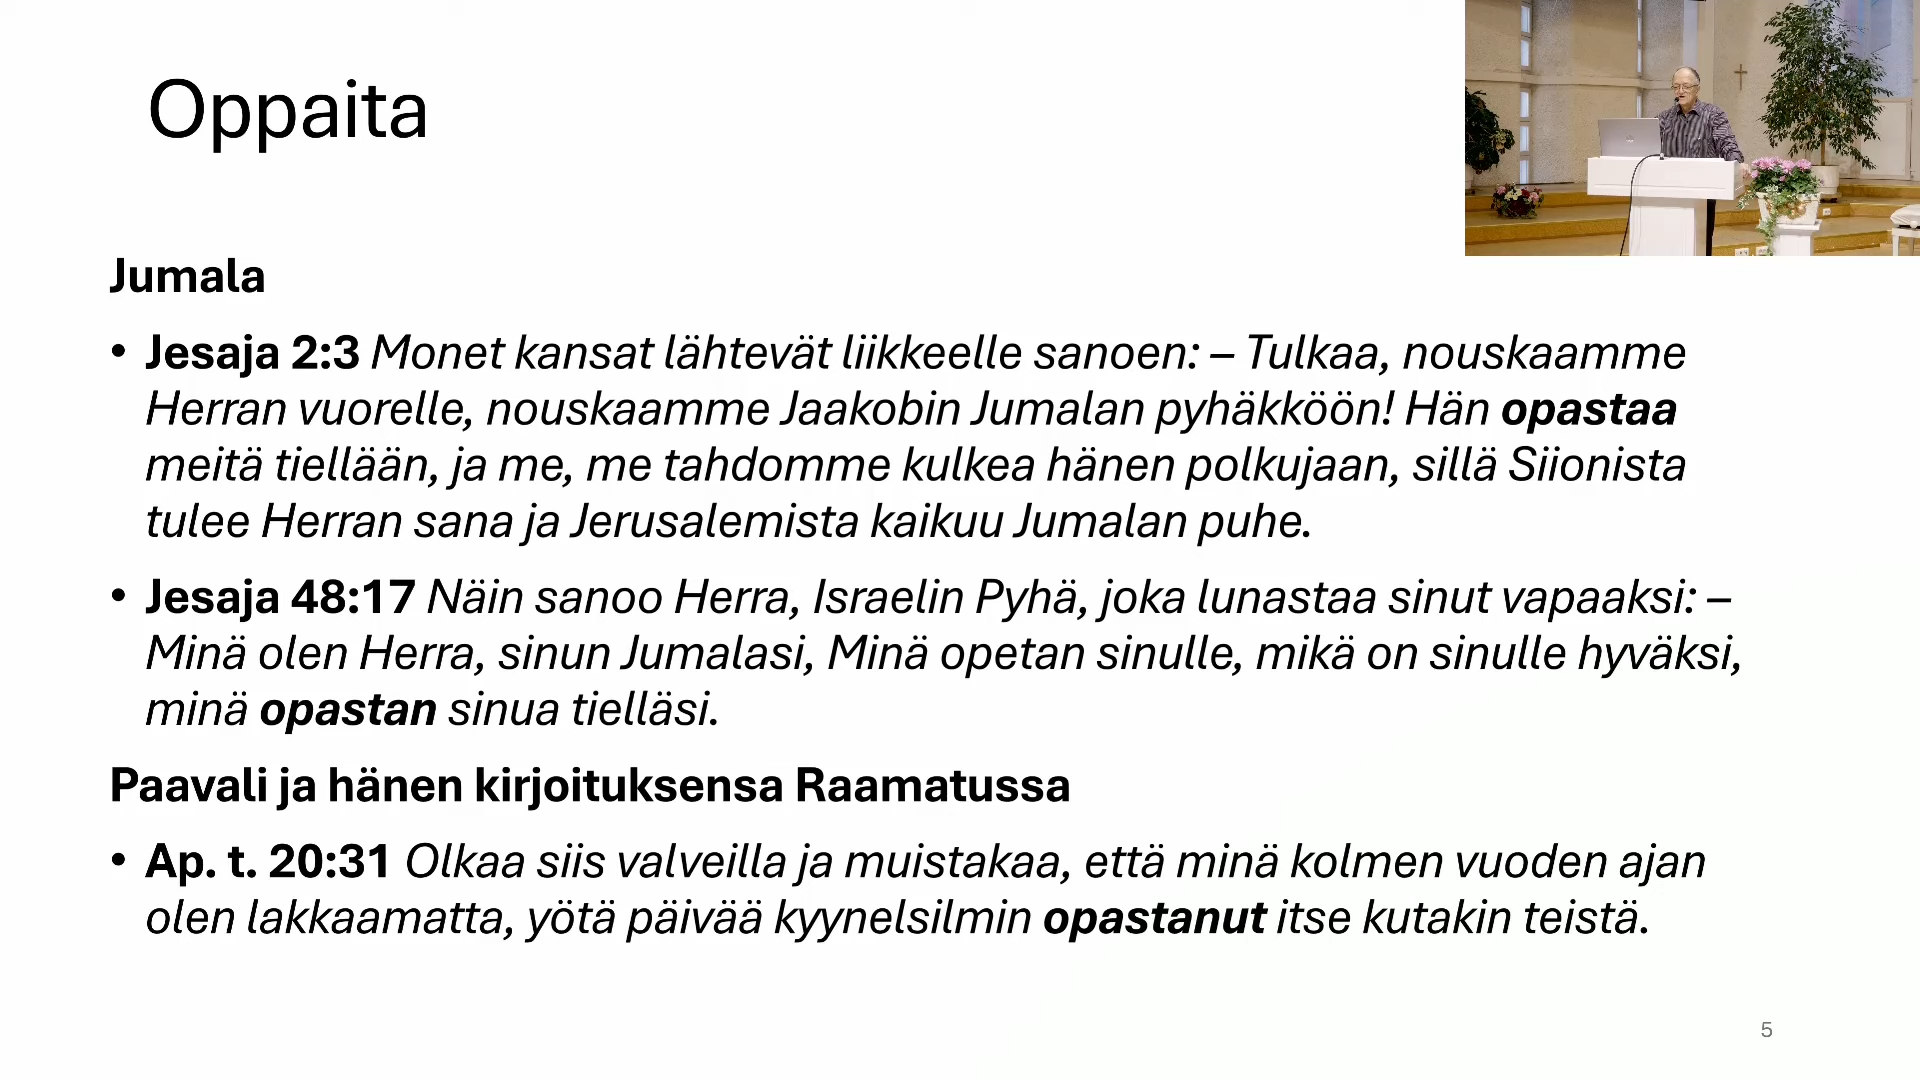 Oppaita
Jumala
• Jesaja 2:3 Monet kansat lähtevät liikkeelle sanoen: – Tulkaa, nouskaamme
Herran vuorelle, nouskaamme Jaakobin Jumalan pyhäkköön! Hän opastaa
meitä tiellään, ja me, me tahdomme kulkea hänen polkujaan, sillä Siionista
tulee Herran sana ja Jerusalemista kaikuu Jumalan puhe.
• Jesaja 48:17 Näin sanoo Herra, Israelin Pyhä, joka lunastaa sinut vapaaksi: –
Minä olen Herra, sinun Jumalasi, Minä opetan sinulle, mikä on sinulle hyväksi,
minä opastan sinua tielläsi.
Paavali ja hänen kirjoituksensa Raamatussa
• Ap. t. 20:31 Olkaa siis valveilla ja muistakaa, että minä kolmen vuoden ajan
olen lakkaamatta, yötä päivää kyynelsilmin opastanut itse kutakin teistä.
5